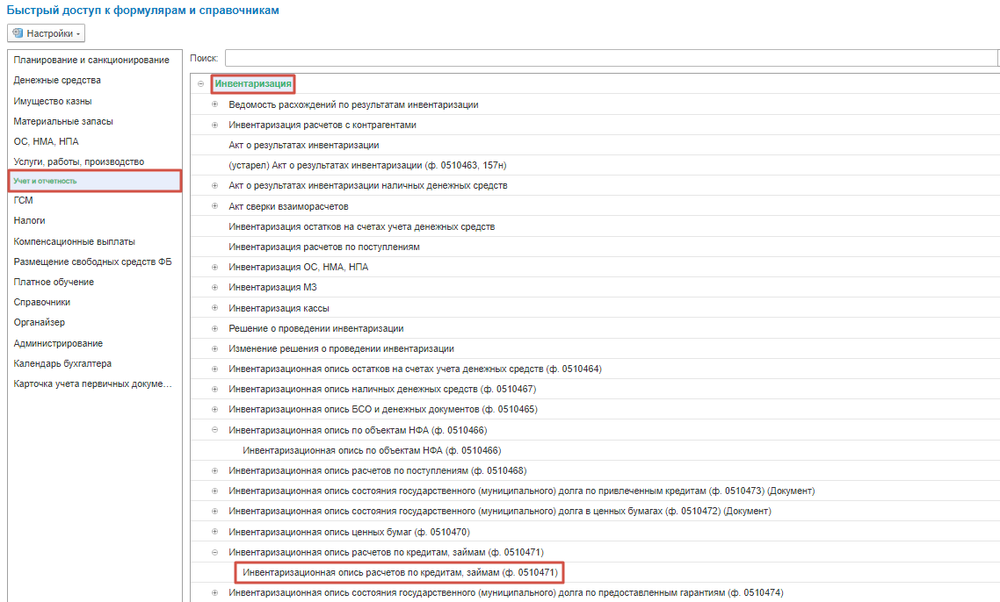 Быстрый доступ к формулярам и справочникам
Настройки
Планирование и санкционирование
Денежные средства
Имущество казны
Материальные запасы
ОС, НМА, НПА
Услуги, работы, производство
Учет и отчетность
ГСМ
Налоги
Компенсационные выплаты
Размещение свободных средств ФБ
Платное обучение
Справочники
Органайзер
Администрирование
Календарь бухгалтера
Карточка учета первичных докуме...
Поиск:
Инвентаризация
Ведомость расхождений по результатам инвентаризации
Инвентаризация расчетов с контрагентами
Акт о результатах инвентаризации
(устарел) Акт о результатах инвентаризации (ф. 0510463, 157н)
Акт о результатах инвентаризации наличных денежных средств
Акт сверки взаиморасчетов
Инвентаризация остатков на счетах учета денежных средств
Инвентаризация расчетов по поступлениям
Инвентаризация ОС, НМА, НПА
Инвентаризация МЗ
Инвентаризация кассы
Решение о проведении инвентаризации
Изменение решения о проведении инвентаризации
Инвентаризационная опись остатков на счетах учета денежных средств (ф. 0510464)
Инвентаризационная опись наличных денежных средств (ф. 0510467)
Инвентаризационная опись БСО и денежных документов (ф. 0510465)
Инвентаризационная опись по объектам НФА (ф. 0510466)
Инвентаризационная опись по объектам НФА (ф. 0510466)
Инвентаризационная опись расчетов по поступлениям (ф. 0510468)
Инвентаризационная опись состояния государственного (муниципального) долга по привлеченным кредитам (ф. 0510473) (Документ)
Инвентаризационная опись состояния государственного (муниципального) долга в ценных бумагах (ф. 0510472) (Документ)
Инвентаризационная опись ценных бумаг (ф. 0510470)
Инвентаризационная опись расчетов по кредитам, займам (ф. 0510471)
Инвентаризационная опись расчетов по кредитам, займам (ф. 0510471)
Инвентаризационная опись состояния государственного (муниципального) долга по предоставленным гарантиям (ф. 0510474)